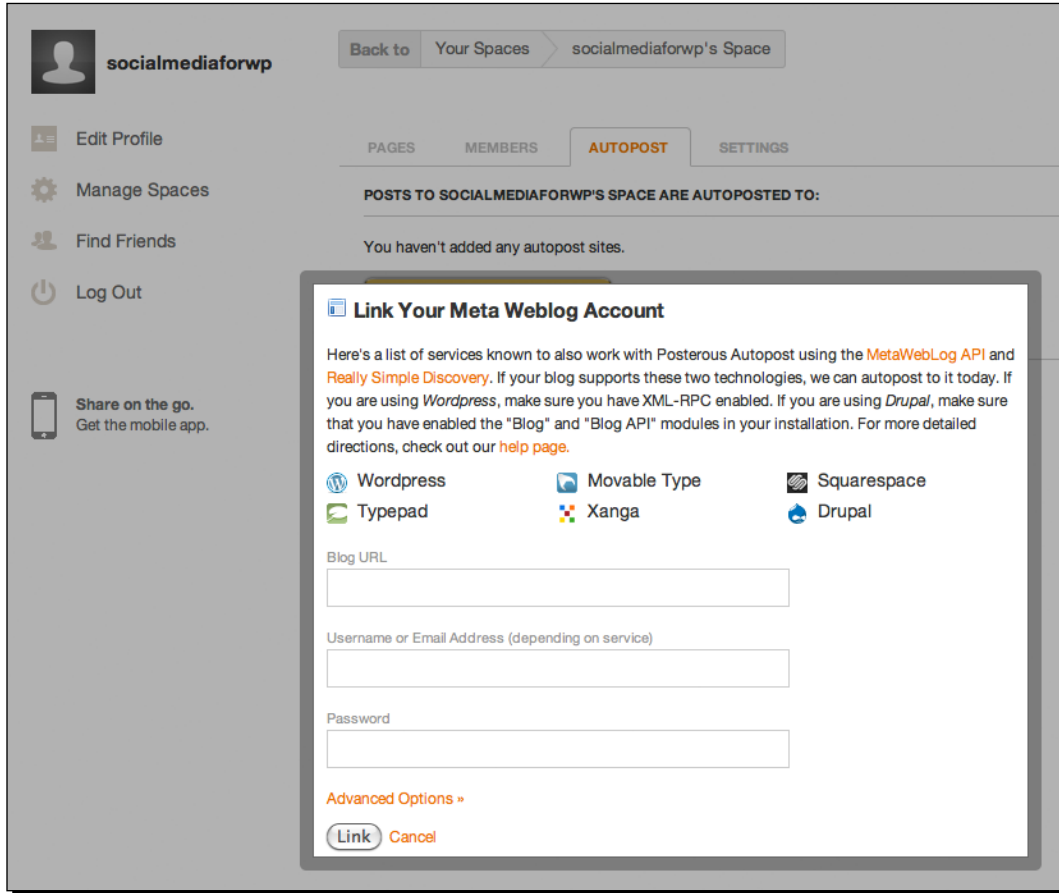 socialmediaforwp
Back to Your Spaces socialmediaforwp's Space
Edit Profile
Manage Spaces
Find Friends
Log Out
Share on the go.
Get the mobile app.
PAGES MEMBERS AUTOPOST SETTINGS
POSTS TO SOCIALMEDIAFORWP'S SPACE ARE AUTOPOSTED TO:
You haven't added any autopost sites.
Link Your Meta Weblog Account
Here's a list of services known to also work with Posterous Autopost using the MetaWebLog API and
Really Simple Discovery. If your blog supports these two technologies, we can autopost to it today. If
you are using Wordpress, make sure you have XML-RPC enabled. If you are using Drupal, make sure
that you have enabled the "Blog" and "Blog API" modules in your installation. For more detailed
directions, check out our help page.
Wordpress Movable Type Squarespace
Typepad Xanga Drupal
Blog URL
Username or Email Address (depending on service)
Password
Advanced Options »
Link Cancel